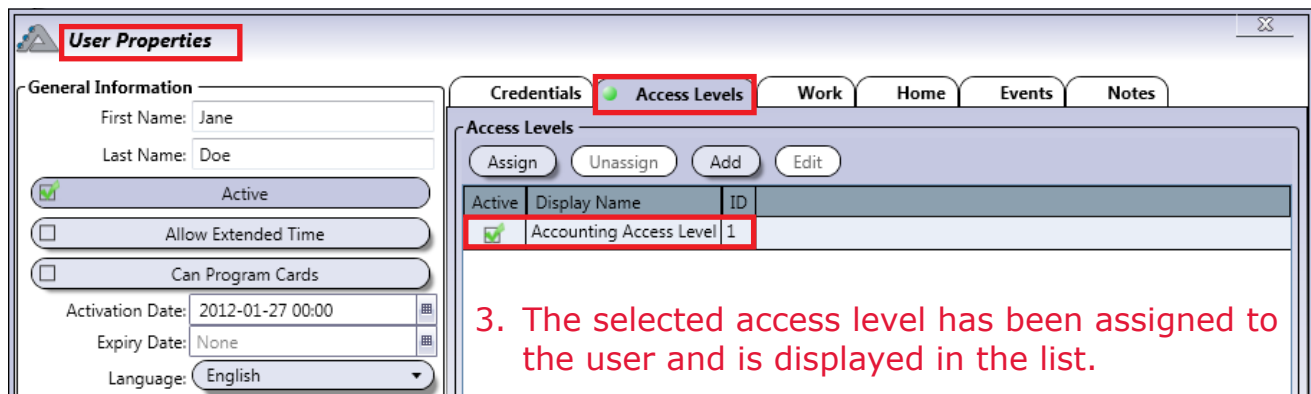 User Properties
General Information
First Name: Jane
Last Name: Doe
Active
Allow Extended Time
Can Program Cards
Activation Date: 2012-01-27 00:00
Expiry Date: None
Language: English
Credentials Access Levels Work Home Events Notes
Access Levels
Assign Unassign Add Edit
Active Display Name ID
Accounting Access Level 1
3. The selected access level has been assigned to
the user and is displayed in the list.